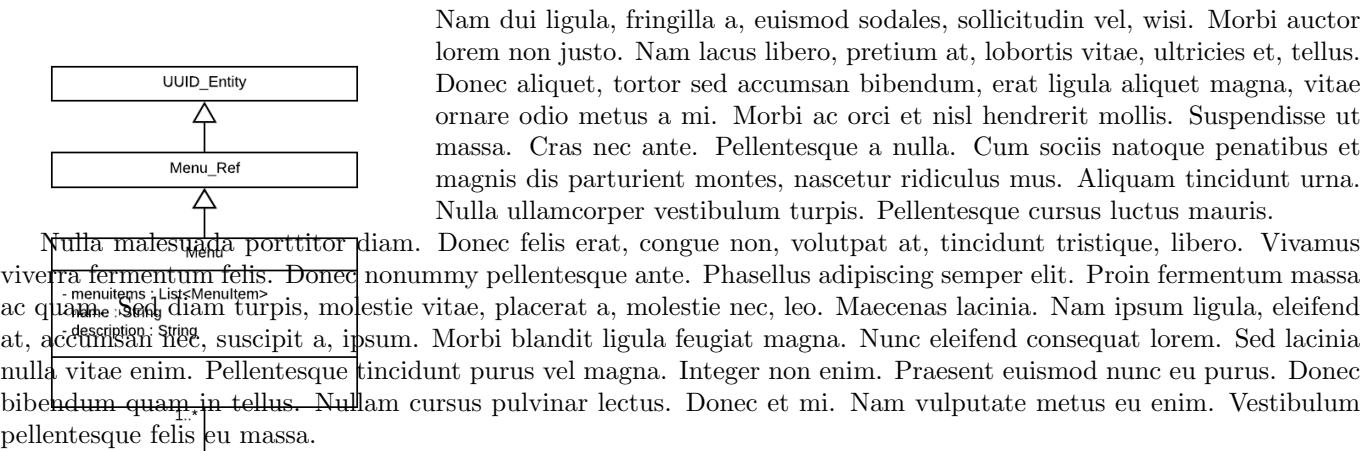 Nam dui ligula, fringilla a, euismod sodales, sollicitudin vel, wisi. Morbi auctor
lorem non justo. Nam lacus libero, pretium at, lobortis vitae, ultricies et, tellus.
Donec aliquet, tortor sed accumsan bibendum, erat ligula aliquet magna, vitae
ornare odio metus a mi. Morbi ac orci et nisl hendrerit mollis. Suspendisse ut
massa. Cras nec ante. Pellentesque a nulla. Cum sociis natoque penatibus et
magnis dis parturient montes, nascetur ridiculus mus. Aliquam tincidunt urna.
Nulla ullamcorper vestibulum turpis. Pellentesque cursus luctus mauris.
UUID_Entity
Menu_Ref
Menu
- menuitems : List<MenuItem>
- name : String
- description : String
1..*
Nulla malesuada porttitor diam. Donec felis erat, congue non, volutpat at, tincidunt tristique, libero. Vivamus
viverra fermentum felis. Donec nonummy pellentesque ante. Phasellus adipiscing semper elit. Proin fermentum massa
ac quam. Sed diam turpis, molestie vitae, placerat a, molestie nec, leo. Maecenas lacinia. Nam ipsum ligula, eleifend
at, accumsan nec, suscipit a, ipsum. Morbi blandit ligula feugiat magna. Nunc eleifend consequat lorem. Sed lacinia
nulla vitae enim. Pellentesque tincidunt purus vel magna. Integer non enim. Praesent euismod nunc eu purus. Donec
bibendum quam in tellus. Nullam cursus pulvinar lectus. Donec et mi. Nam vulputate metus eu enim. Vestibulum
pellentesque felis eu massa.